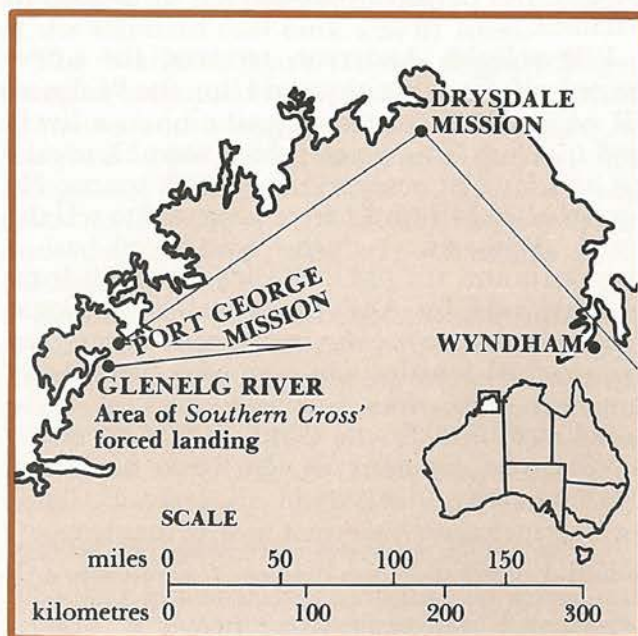 DRYSDALE
MISSION
PORT GEORGE
MISSION
WYNDHAM
GLENELG RIVER
Area of Southern Cross'
forced landing
SCALE
miles 0 50 100 150
0 100 200 300
kilometres